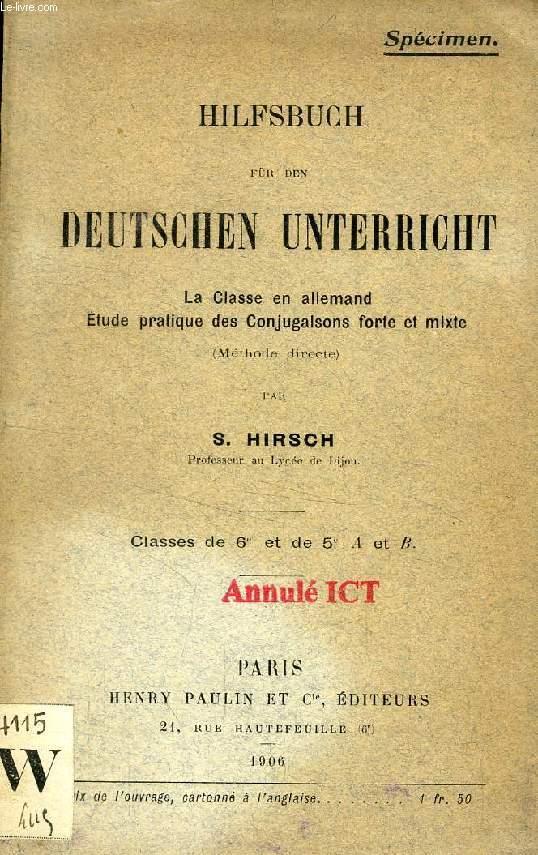 Le-livre.com
Spécimen.
HILFSBUCH
FÜR DEN
DEUTSCHEN UNTERRICHT
La Classe en allemand
Etude pratique des Conjugaisons forte et mixte
(Méthode directe)
PAR
S. HIRSCH
Professeur au Lycée de Dijon.
Classes de 6e et de 5e A et B.
Annulé ICT
PARIS
HENRY PAULIN ET Cie, ÉDITEURS
21, RUE HAUTEFEUILLE (6e)
1906
4115
W
ix de l'ouvrage, cartonné à l'anglaise. . . . . . . . . 1 fr. 50